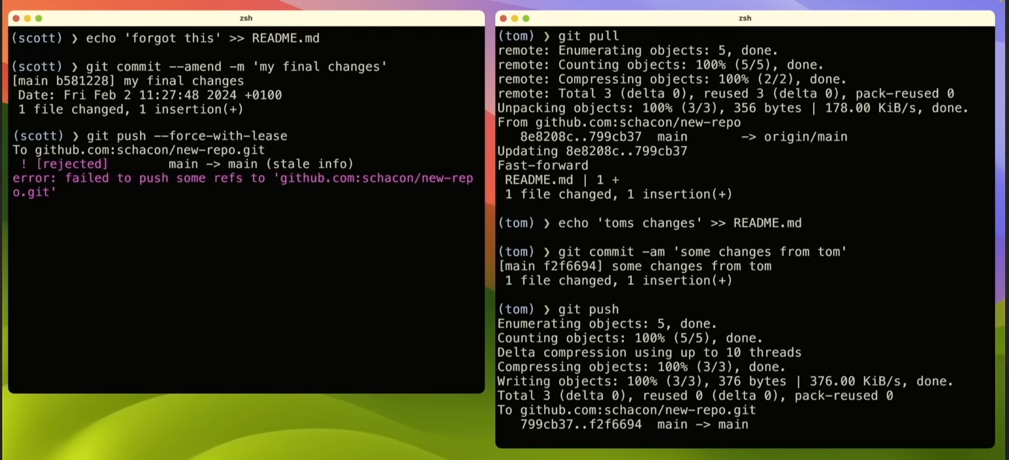 zsh
(scott) ❯ echo 'forgot this' >> README.md
(scott) ❯ git commit --amend -m 'my final changes'
[main b581228] my final changes
Date: Fri Feb 2 11:27:48 2024 +0100
1 file changed, 1 insertion(+)
(scott) ❯ git push --force-with-lease
To github.com:schacon/new-repo.git
! [rejected] main -> main (stale info)
error: failed to push some refs to 'github.com:schacon/new-rep
o.git'
zsh
(tom) ❯ git pull
remote: Enumerating objects: 5, done.
remote: Counting objects: 100% (5/5), done.
remote: Compressing objects: 100% (2/2), done.
remote: Total 3 (delta 0), reused 3 (delta 0), pack-reused 0
Unpacking objects: 100% (3/3), 356 bytes | 178.00 KiB/s, done.
From github.com:schacon/new-repo
8e8208c..799cb37 main -> origin/main
Updating 8e8208c..799cb37
Fast-forward
README.md | 1 +
1 file changed, 1 insertion(+)
(tom) ❯ echo 'toms changes' >> README.md
(tom) ❯ git commit -am 'some changes from tom'
[main f2f6694] some changes from tom
1 file changed, 1 insertion(+)
(tom) ❯ git push
Enumerating objects: 5, done.
Counting objects: 100% (5/5), done.
Delta compression using up to 10 threads
Compressing objects: 100% (3/3), done.
Writing objects: 100% (3/3), 376 bytes | 376.00 KiB/s, done.
Total 3 (delta 0), reused 0 (delta 0), pack-reused 0
To github.com:schacon/new-repo.git
799cb37..f2f6694 main -> main